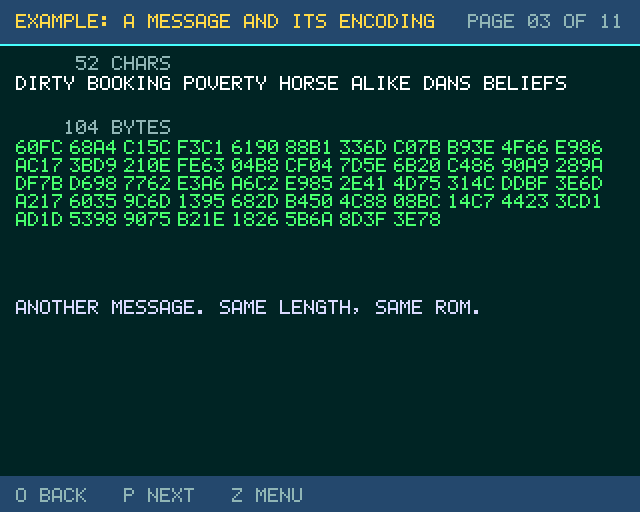 EXAMPLE: A MESSAGE AND ITS ENCODING PAGE 03 OF 11
52 CHARS
DIRTY BOOKING POVERTY HORSE ALIKE DANS BELIEFS
104 BYTES
60FC 68A4 C15C F3C1 6190 88B1 336D C07B B93E 4F66 E986
AC17 3BD9 210E FE63 04B8 CF04 7D5E 6B20 C486 90A9 289A
DF7B D698 7762 E3A6 A6C2 E985 2E41 4D75 314C DDBF 3E6D
A217 6035 9C6D 1395 682D B450 4C88 08BC 14C7 4423 3CD1
AD1D 5398 9075 B21E 1826 5B6A 8D3F 3E78
ANOTHER MESSAGE. SAME LENGTH, SAME ROM.
O BACK P NEXT Z MENU